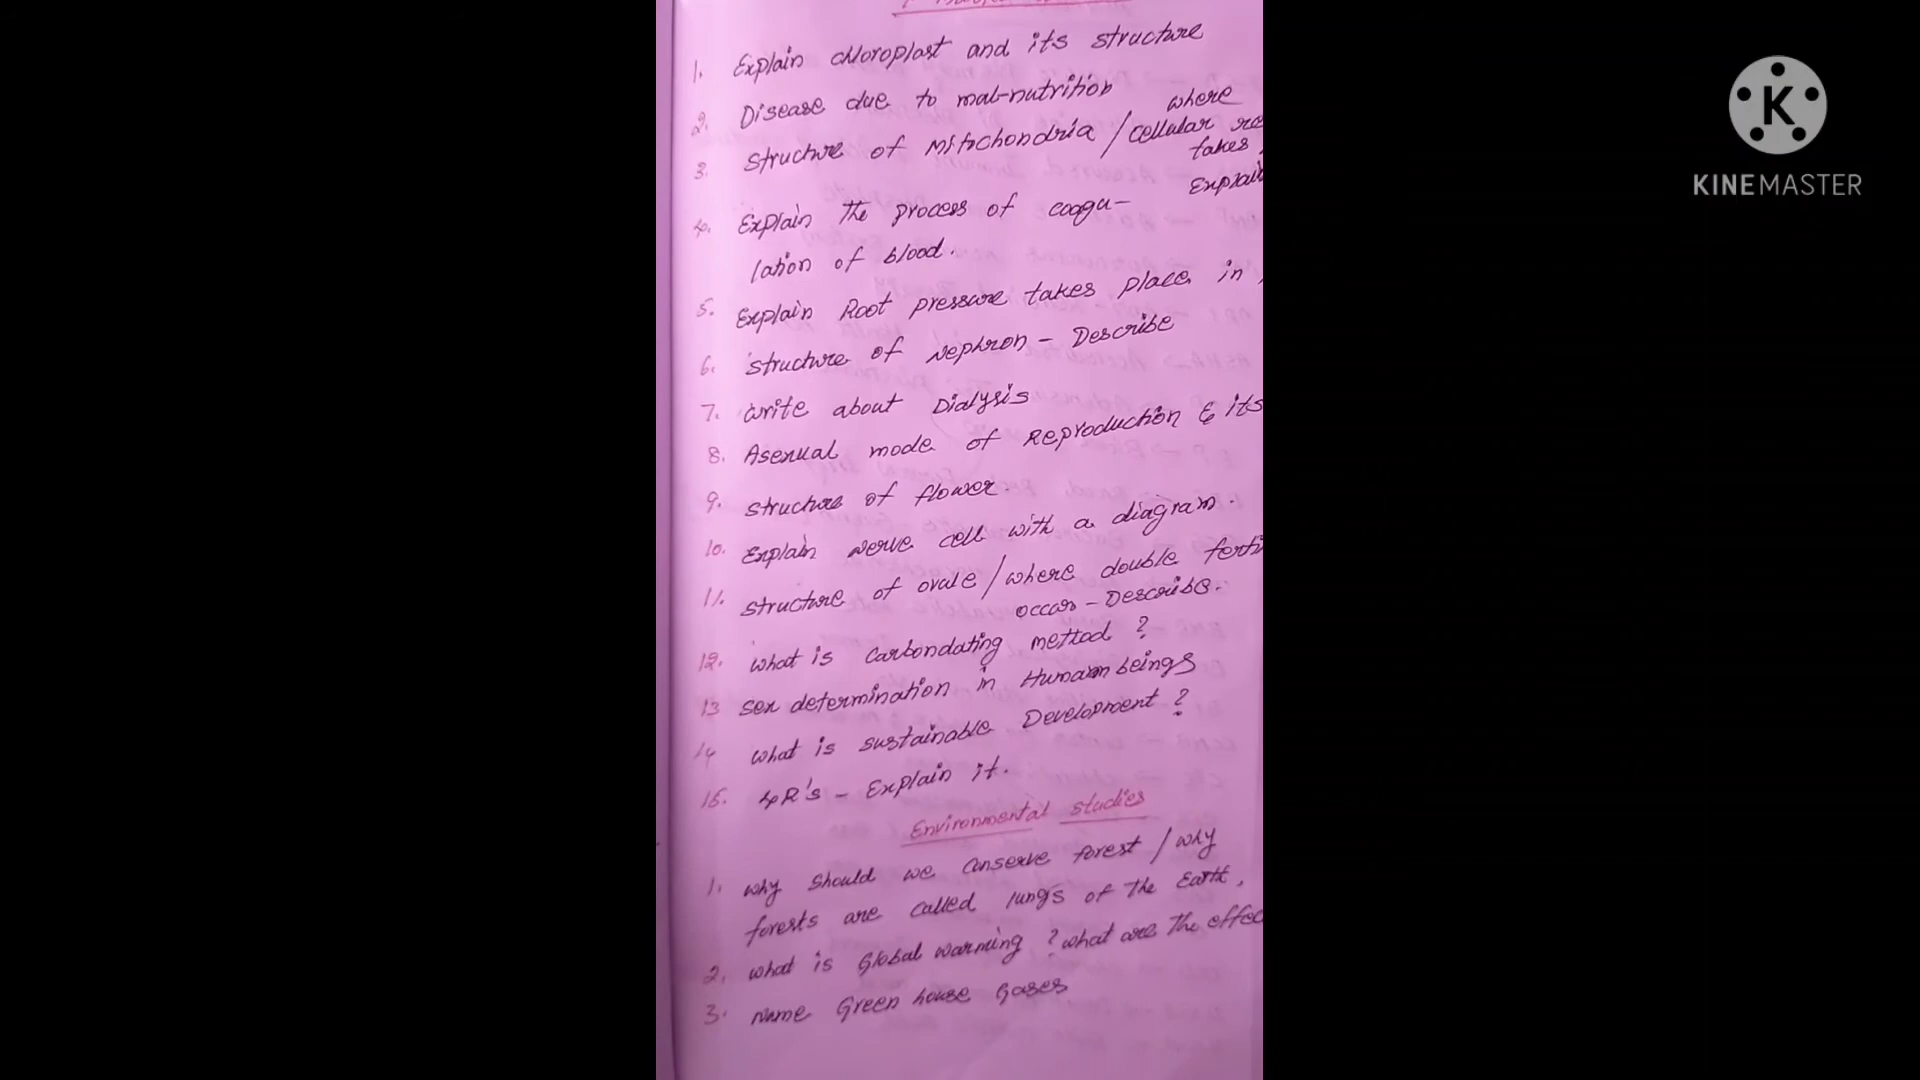 1. Explain chloroplast and its structure
2. Disease due to mal-nutrition
3. structure of Mitochondria / cellular where
takes
Explain
4. Explain the process of coagu-
lation of blood.
5. Explain Root pressure takes place in
6. structure of Nephron - Describe
7. write about Dialysis
8. Asexual mode of Reproduction & its
9. structure of flower.
10. Explain nerve cell with a diagram.
11. structure of ovule / where double
occurs - Describe.
12. what is carbondating method ?
13 sex determination in Human beings
14 what is sustainable Development ?
15. 4R's - Explain it.
Environmental studies
1. why should we conserve forest / why
forests are called lungs of the Earth.
2. what is Global warming ? what are the
3. Name Green house Gases
K
KINEMASTER